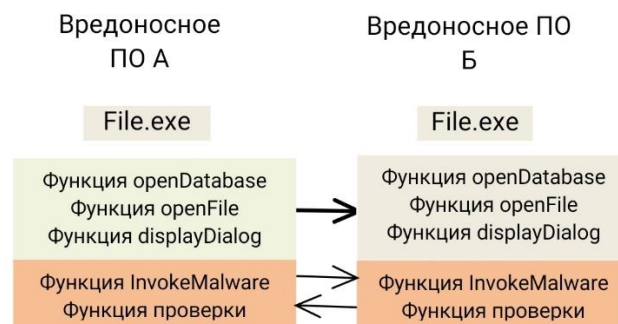 Вредоносное
ПО А
File.exe
Функция openDatabase
Функция openFile
Функция displayDialog
Функция InvokeMalware
Функция проверки
Вредоносное ПО
Б
File.exe
Функция openDatabase
Функция openFile
Функция displayDialog
Функция InvokeMalware
Функция проверки